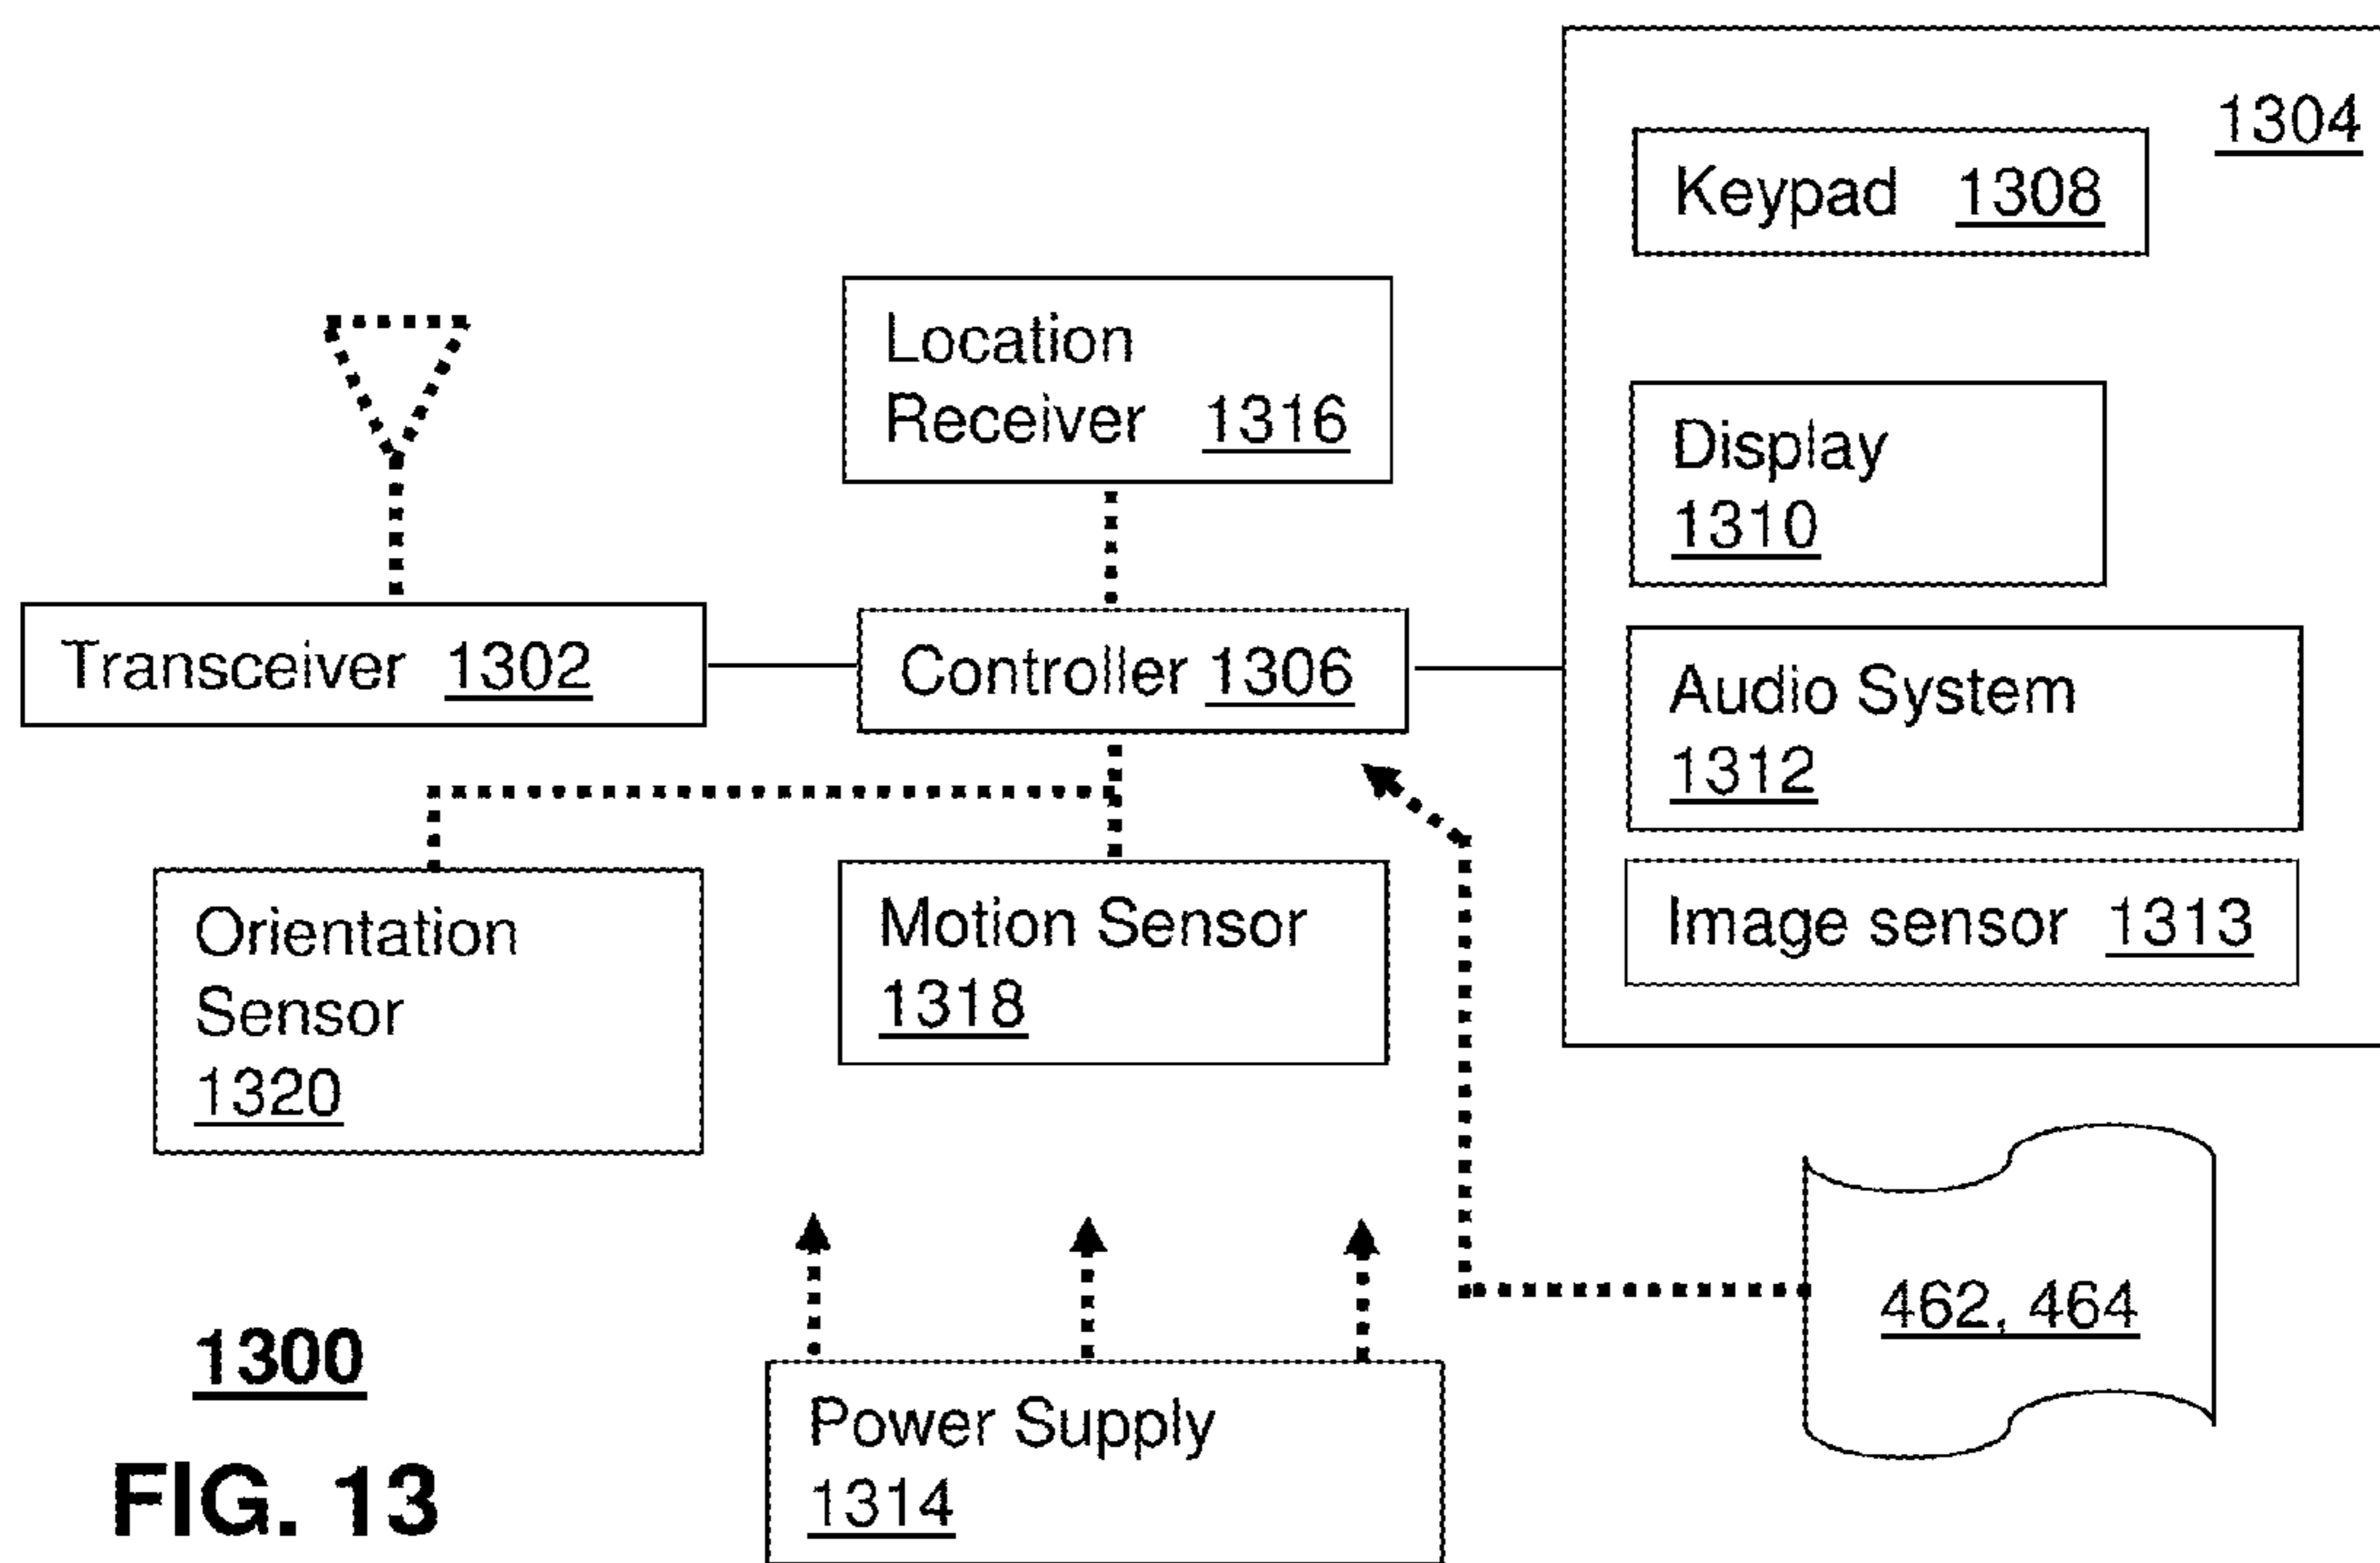 1304
Keypad 1308
Location
Receiver 1316
Display
1310
Transceiver 1302
Controller 1306
Audio System
1312
Image sensor 1313
Orientation
Sensor
1320
Motion Sensor
1318
462, 464
Power Supply
1314
1300
FIG. 13